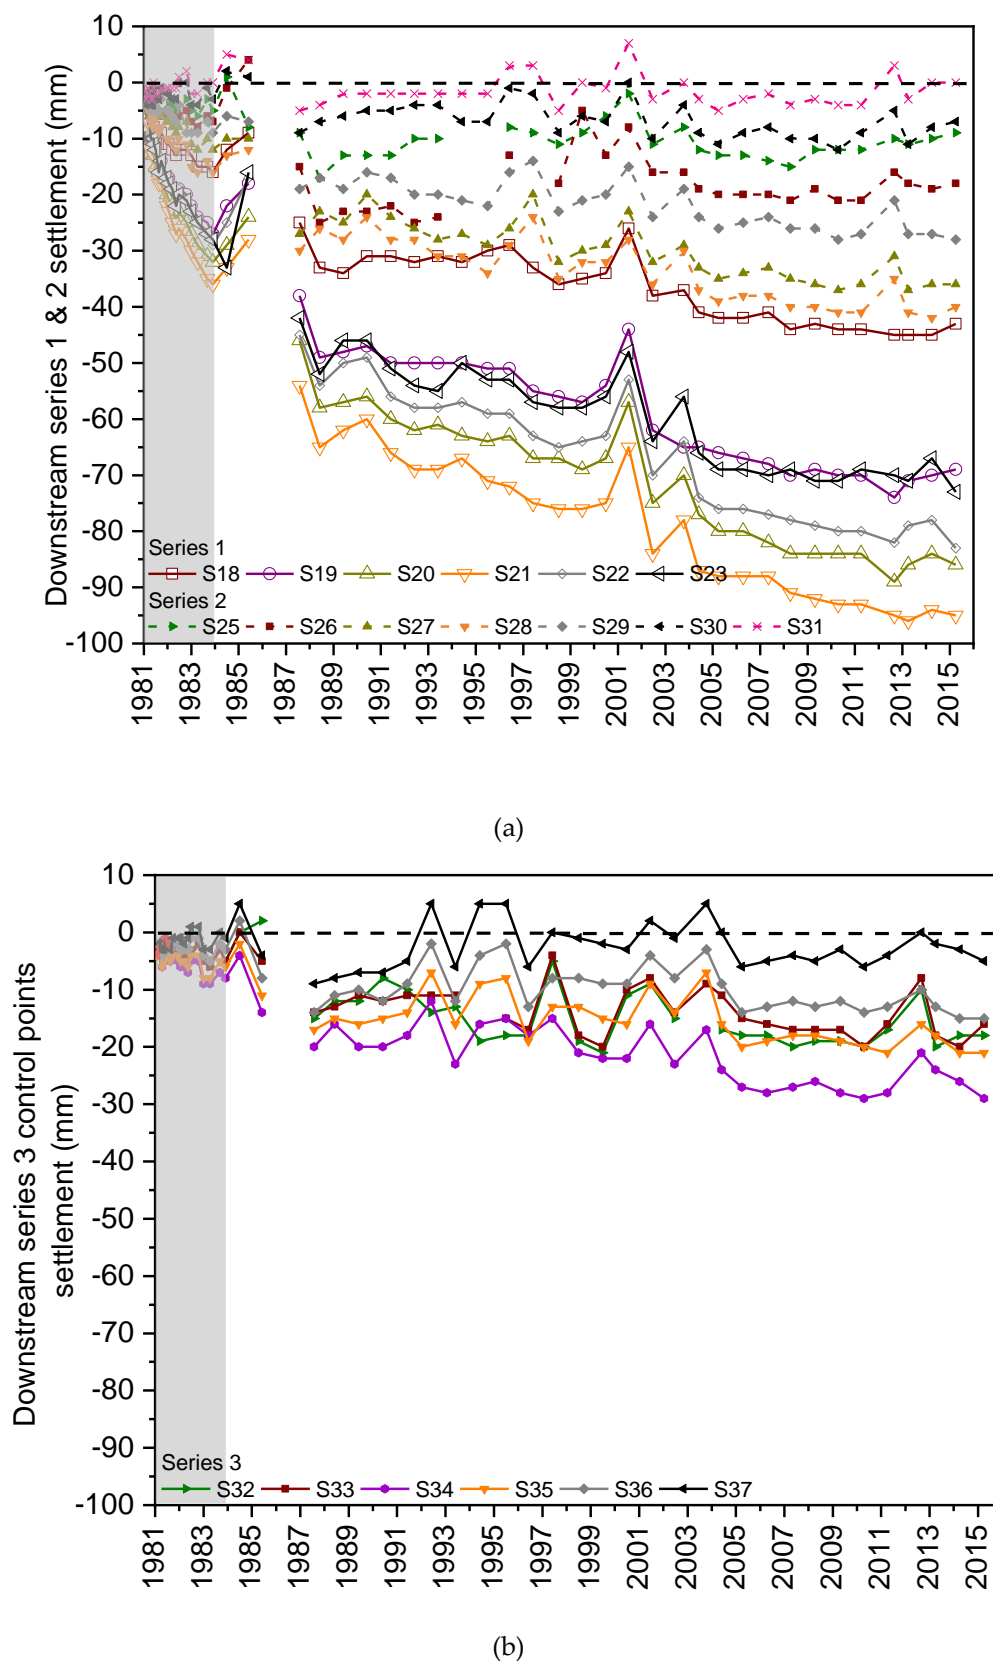 10
0
-10
-20
-30
-40
-50
-60
-70
-80
-90
-100
Downstream series 1 & 2 settlement (mm)
Series 1
S18 S19 S20 S21 S22 S23
Series 2
S25 S26 S27 S28 S29 S30 S31
1981 1983 1985 1987 1989 1991 1993 1995 1997 1999 2001 2003 2005 2007 2009 2011 2013 2015
(a)
10
0
-10
-20
-30
-40
-50
-60
-70
-80
-90
-100
Downstream series 3 control points
settlement (mm)
Series 3
S32 S33 S34 S35 S36 S37
1981 1983 1985 1987 1989 1991 1993 1995 1997 1999 2001 2003 2005 2007 2009 2011 2013 2015
(b)